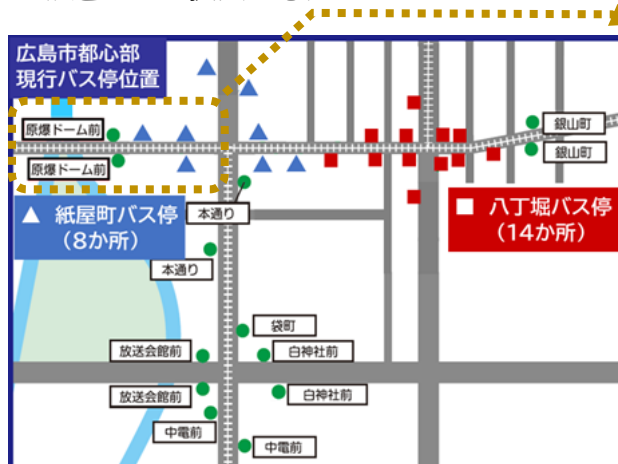 広島市都心部
現行バス停位置
原爆ドーム前
銀山町
銀山町
原爆ドーム前
▲ 紙屋町バス停
(8か所)
本通り
■ 八丁堀バス停
(14か所)
本通り
袋町
放送会館前
白神社前
放送会館前
白神社前
中電前
中電前